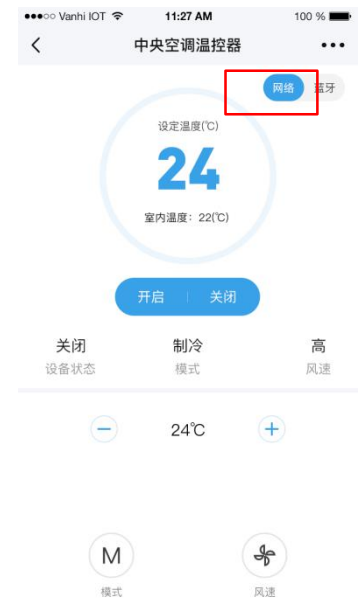 Vanhi IOT 11:27 AM 100 %
中央空调温控器
网络 蓝牙
设定温度(℃)
24
室内温度：22(℃)
开启 关闭
关闭 制冷 高
设备状态 模式 风速
24℃
M
模式 风速